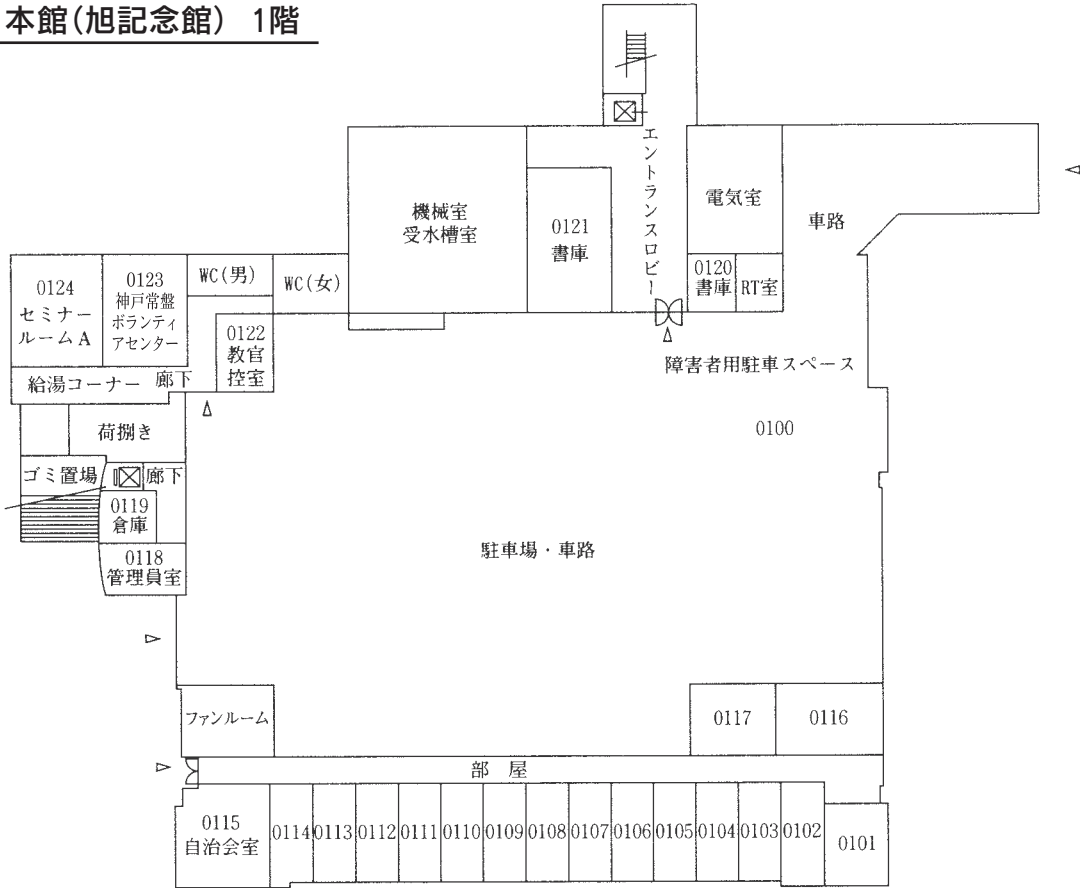 本館(旭記念館) 1階
エントランスロビー
機械室
受水槽室
0121
書庫
電気室
車路
0120
書庫
RT室
0124
セミナー
ルームA
0123
神戸常盤
ボランティ
アセンター
WC(男)
WC(女)
0122
教官
控室
給湯コーナー
廊下
障害者用駐車スペース
0100
荷捌き
ゴミ置場
廊下
0119
倉庫
0118
管理員室
駐車場・車路
ファンルーム
0117
0116
部屋
0115
自治会室
0114
0113
0112
0111
0110
0109
0108
0107
0106
0105
0104
0103
0102
0101